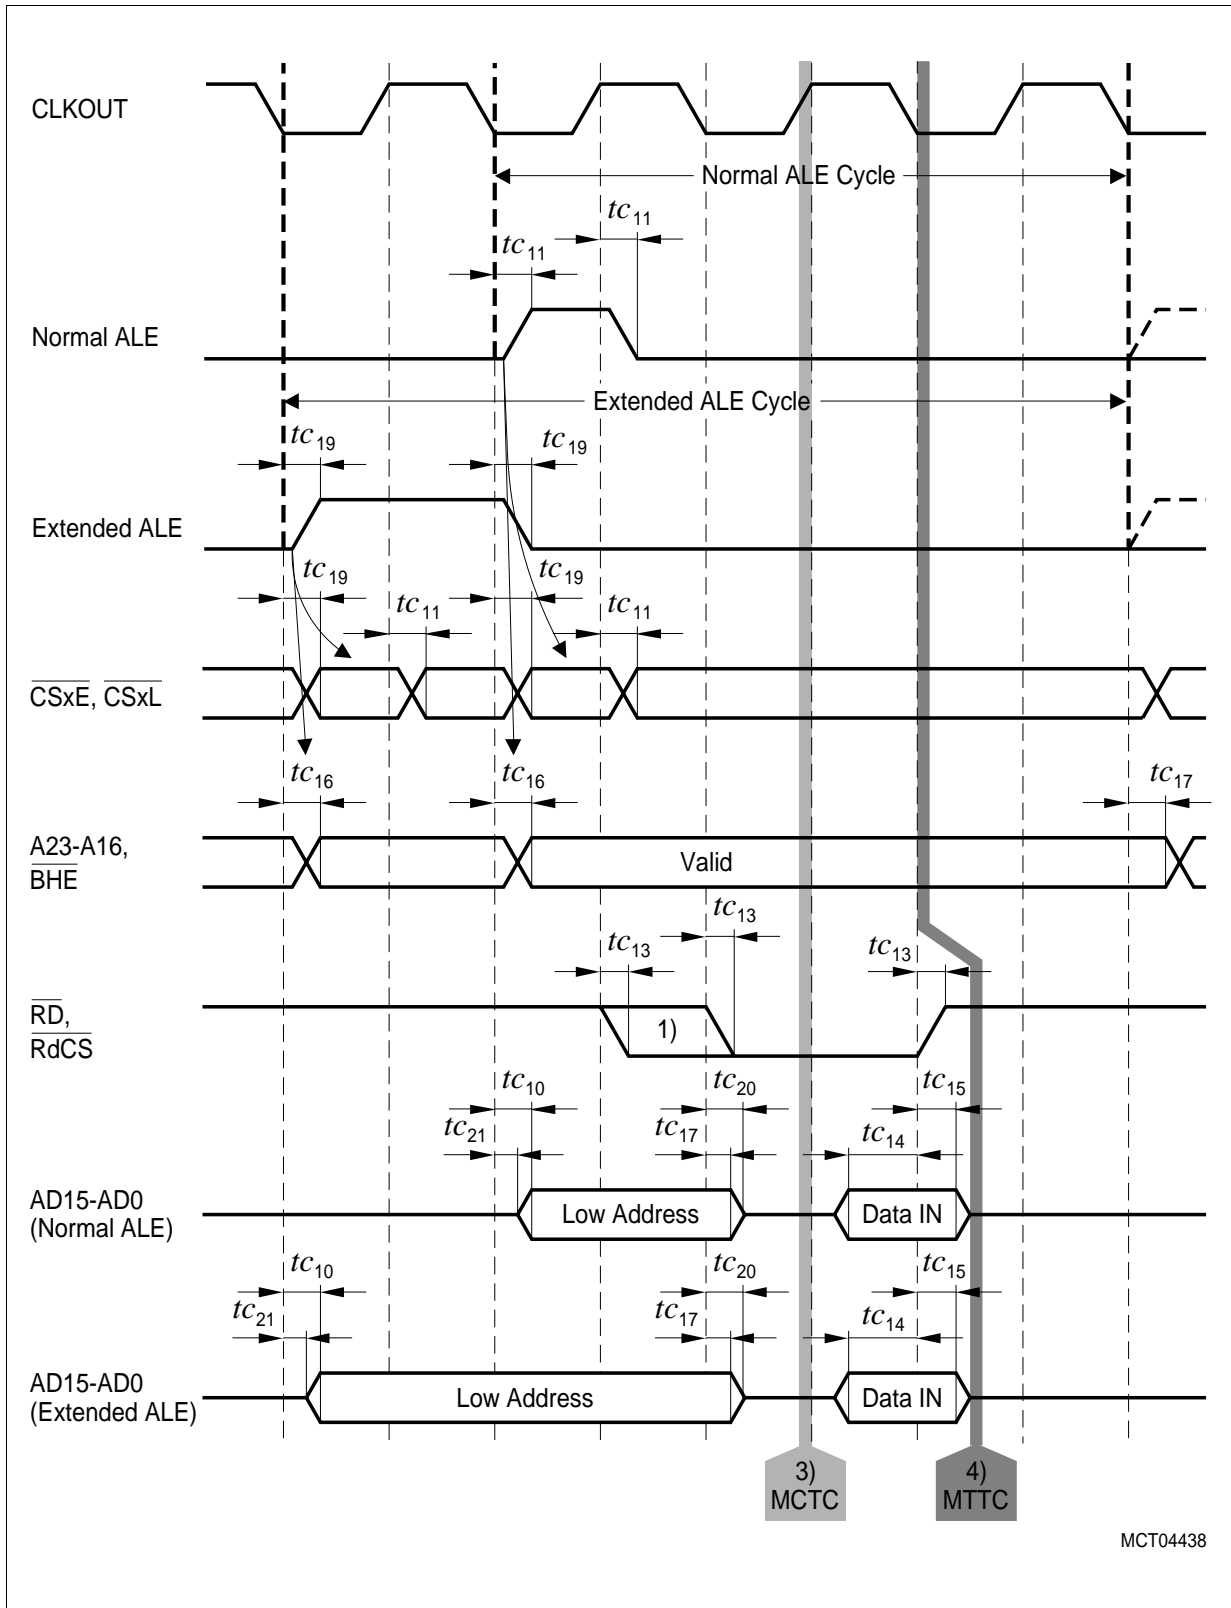 CLKOUT
Normal ALE Cycle
tc11
tc11
Normal ALE
Extended ALE Cycle
tc19
tc19
Extended ALE
tc19
tc19
tc11
tc11
CSxE, CSxL
tc16
tc16
tc17
A23-A16,
BHE
Valid
tc13
tc13
tc13
RD,
RdCS
1)
tc10
tc20
tc15
tc21
tc17
tc14
AD15-AD0
(Normal ALE)
Low Address
Data IN
tc10
tc20
tc15
tc21
tc17
tc14
AD15-AD0
(Extended ALE)
Low Address
Data IN
3)
MCTC
4)
MTTC
MCT04438